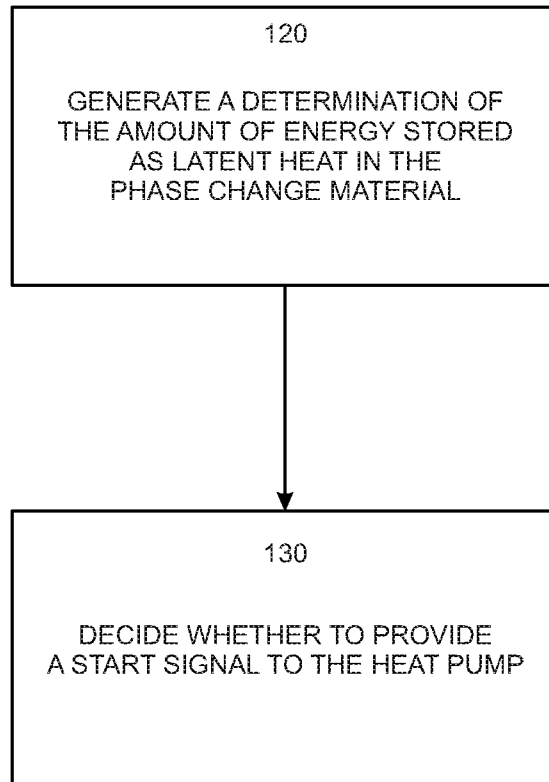 120
GENERATE A DETERMINATION OF
THE AMOUNT OF ENERGY STORED
AS LATENT HEAT IN THE
PHASE CHANGE MATERIAL
130
DECIDE WHETHER TO PROVIDE
A START SIGNAL TO THE HEAT PUMP